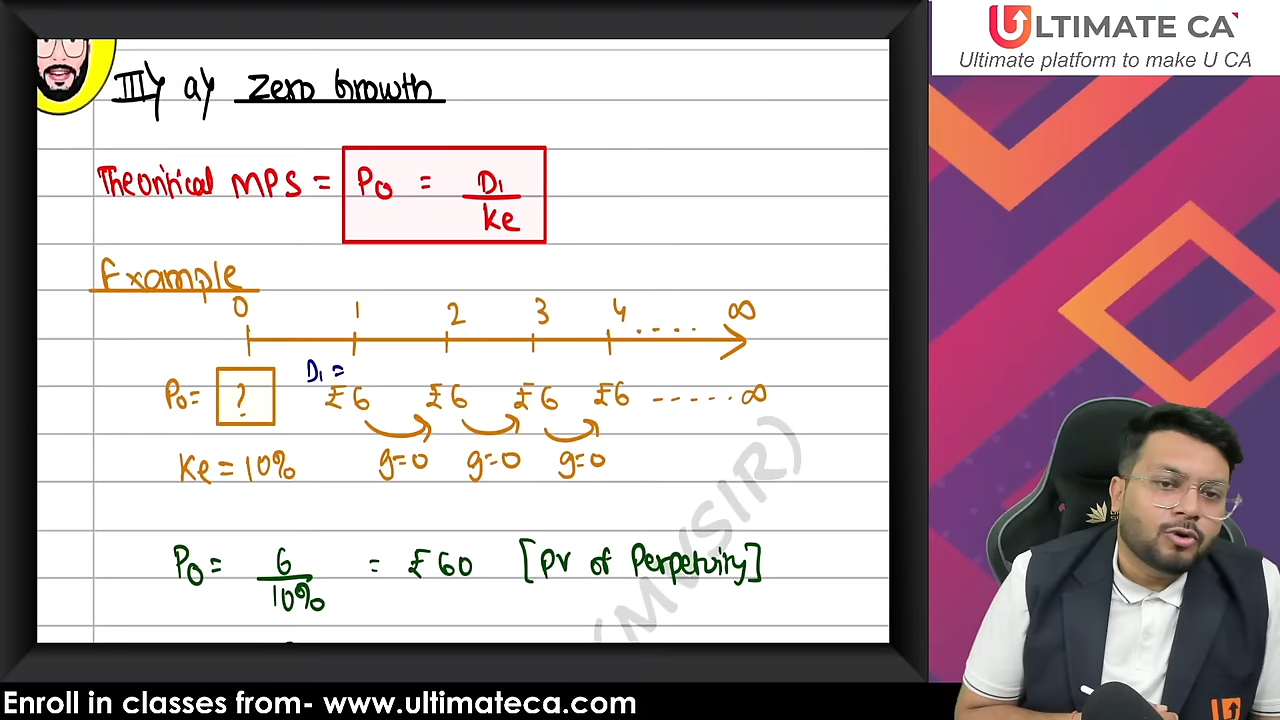 ULTIMATE CA
Ultimate platform to make U CA
III) a) Zero Growth
Theoritical MPS = P0 = D1 / Ke
Example
0 1 2 3 4 ..... ∞
D1 =
P0 = ? ₹6 ₹6 ₹6 ₹6 ------ ∞
Ke = 10% g=0 g=0 g=0
P0 = 6 / 10% = ₹60 [PV of Perpetuity]
(MVSIR)
Enroll in classes from- www.ultimateca.com